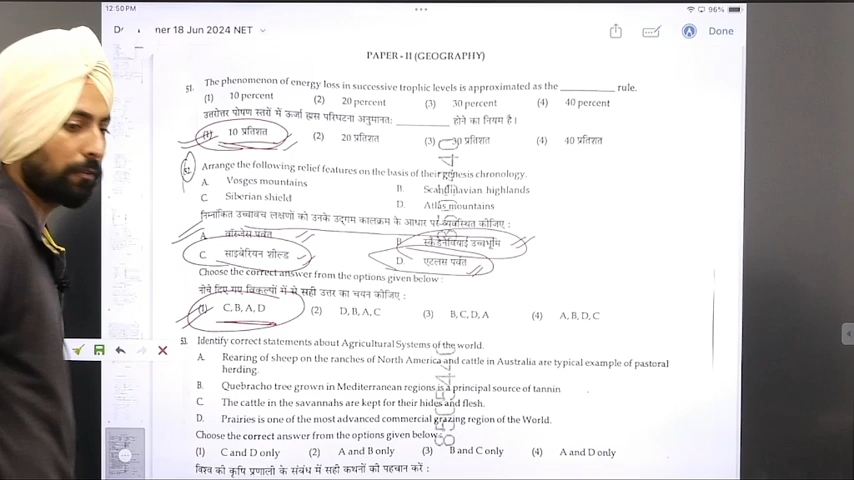 12:50PM
96%
ner 18 Jun 2024 NET
Done
PAPER - II (GEOGRAPHY)
51. The phenomenon of energy loss in successive trophic levels is approximated as the __________ rule.
(1) 10 percent (2) 20 percent (3) 30 percent (4) 40 percent
उत्तरोत्तर पोषण स्तरों में ऊर्जा ह्रास परिघटना अनुमानत: __________ होने का नियम है।
(1) 10 प्रतिशत (2) 20 प्रतिशत (3) 30 प्रतिशत (4) 40 प्रतिशत
52. Arrange the following relief features on the basis of their genesis chronology.
A. Vosges mountains B. Scandinavian highlands
C. Siberian shield D. Atlas mountains
निम्नांकित उच्चावच लक्षणों को उनके उद्गम कालक्रम के आधार पर व्यवस्थित कीजिए :
A. वॉस्जेस पर्वत B. स्केंडेनेवियाई उच्चभूमि
C. साइबेरियन शील्ड D. एटलस पर्वत
Choose the correct answer from the options given below :
नीचे दिए गए विकल्पों में से सही उत्तर का चयन कीजिए :
(1) C, B, A, D (2) D, B, A, C (3) B, C, D, A (4) A, B, D, C
53. Identify correct statements about Agricultural Systems of the world.
A. Rearing of sheep on the ranches of North America and cattle in Australia are typical example of pastoral
herding.
B. Quebracho tree grown in Mediterranean regions is a principal source of tannin
C. The cattle in the savannahs are kept for their hides and flesh.
D. Prairies is one of the most advanced commercial grazing region of the World.
Choose the correct answer from the options given below :
(1) C and D only (2) A and B only (3) B and C only (4) A and D only
विश्व की कृषि प्रणाली के संबंध में सही कथनों की पहचान करें :